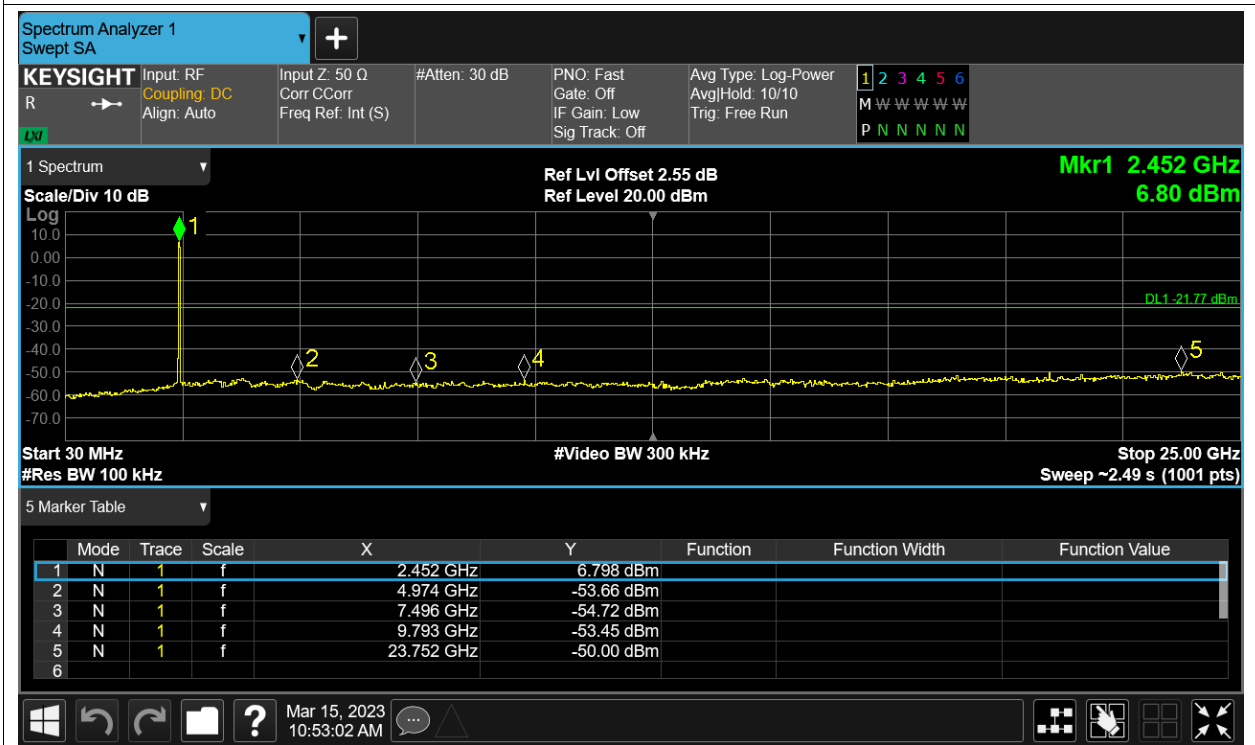 Spectrum Analyzer 1
Swept SA
+
KEYSIGHT Input: RF Input Z: 50 Ω #Atten: 30 dB PNO: Fast Avg Type: Log-Power 1 2 3 4 5 6
R Coupling: DC Corr CCorr Gate: Off Avg|Hold: 10/10 M W W W W W
Align: Auto Freq Ref: Int (S) IF Gain: Low Trig: Free Run
LXI Sig Track: Off P N N N N N
1 Spectrum Ref Lvl Offset 2.55 dB Mkr1 2.452 GHz
Scale/Div 10 dB Ref Level 20.00 dBm 6.80 dBm
Log
1
10.0
0.00
-10.0
DL1 -21.77 dBm
-20.0
-30.0
-40.0
2 3 4 5
-50.0
-60.0
-70.0
Start 30 MHz #Video BW 300 kHz Stop 25.00 GHz
#Res BW 100 kHz Sweep ~2.49 s (1001 pts)
5 Marker Table
Mode Trace Scale X Y Function Function Width Function Value
1 N 1 f 2.452 GHz 6.798 dBm
2 N 1 f 4.974 GHz -53.66 dBm
3 N 1 f 7.496 GHz -54.72 dBm
4 N 1 f 9.793 GHz -53.45 dBm
5 N 1 f 23.752 GHz -50.00 dBm
6
? Mar 15, 2023
10:53:02 AM